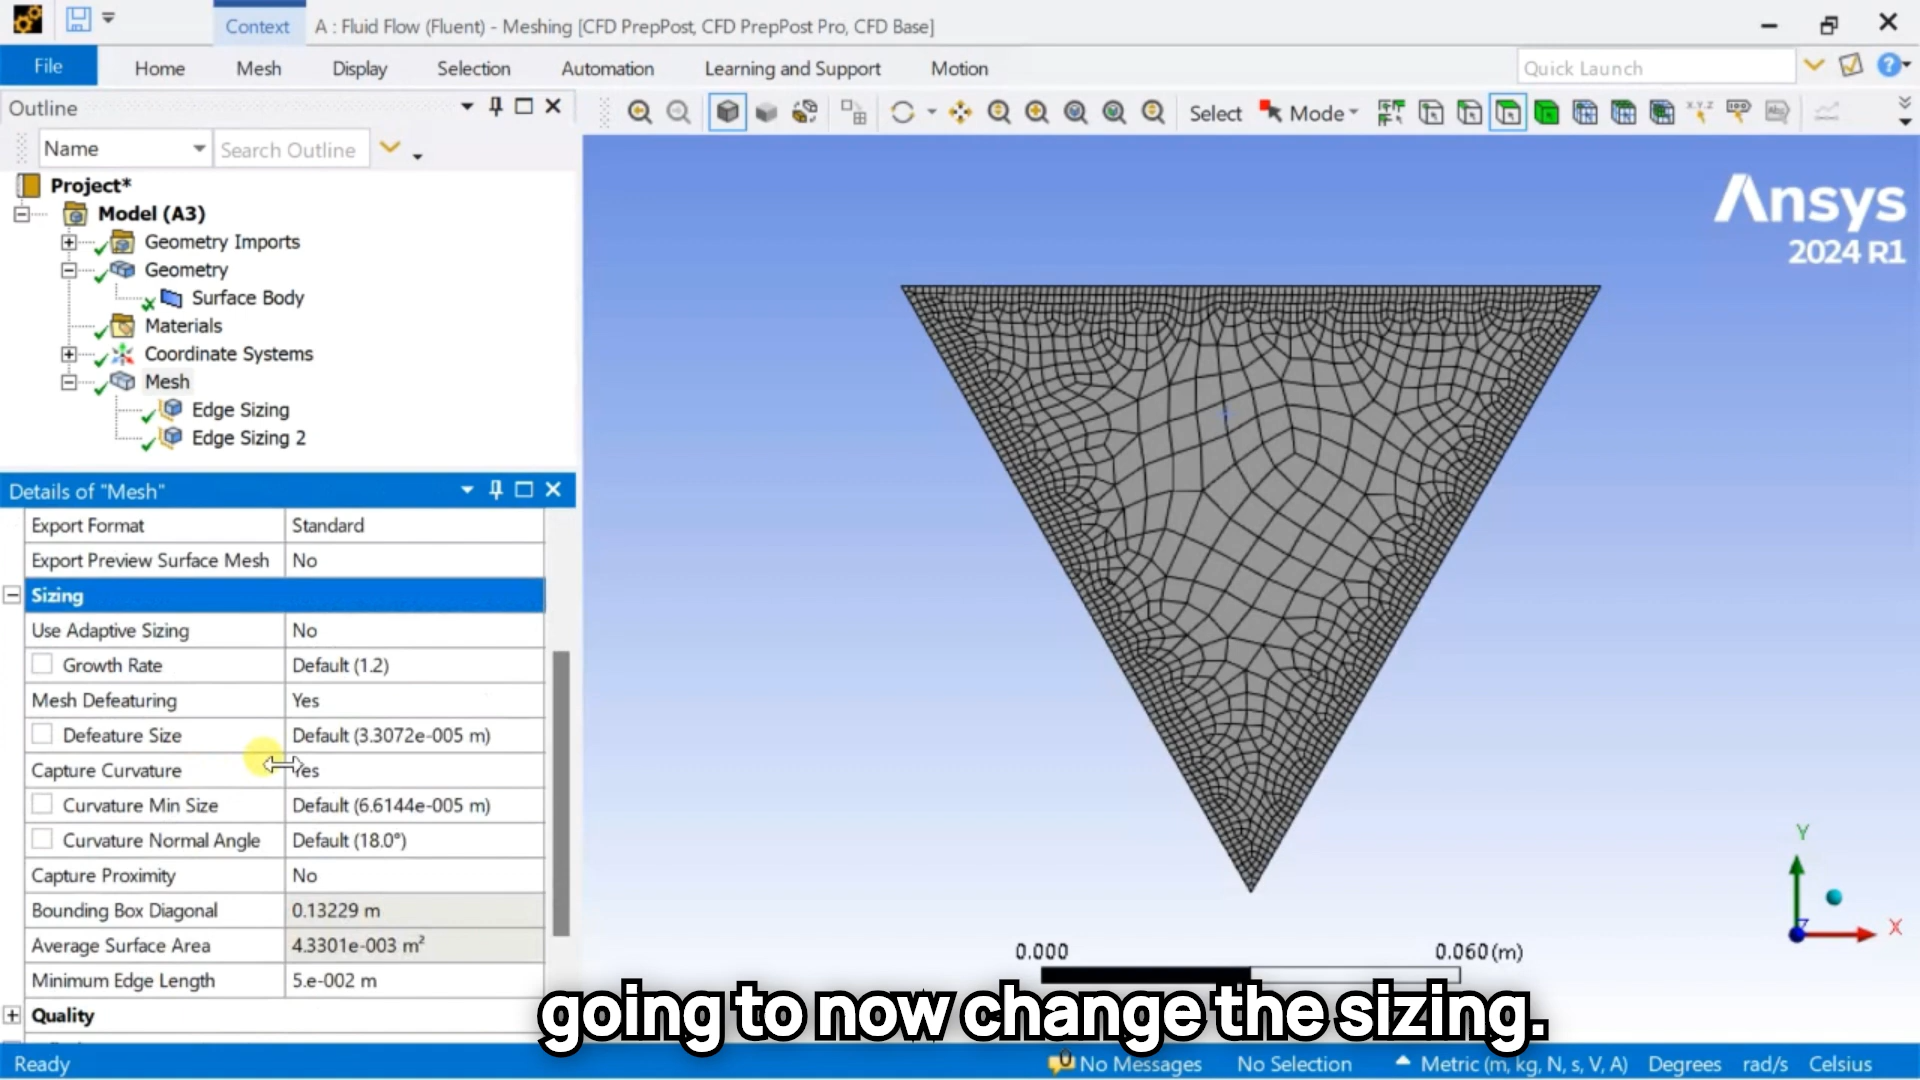 Context
A : Fluid Flow (Fluent) - Meshing [CFD PrepPost, CFD PrepPost Pro, CFD Base]
File
Home
Mesh
Display
Selection
Automation
Learning and Support
Motion
Quick Launch
Outline
Name
Search Outline
Select
Mode
Project*
Model (A3)
Geometry Imports
Geometry
Surface Body
Materials
Coordinate Systems
Mesh
Edge Sizing
Edge Sizing 2
Ansys
2024 R1
Details of "Mesh"
Export Format Standard
Export Preview Surface Mesh No
Sizing
Use Adaptive Sizing No
Growth Rate Default (1.2)
Mesh Defeaturing Yes
Defeature Size Default (3.3072e-005 m)
Capture Curvature Yes
Curvature Min Size Default (6.6144e-005 m)
Curvature Normal Angle Default (18.0°)
Capture Proximity No
Bounding Box Diagonal 0.13229 m
Average Surface Area 4.3301e-003 m²
Minimum Edge Length 5.e-002 m
Quality
0.000
0.060 (m)
Y
Z
X
going to now change the sizing.
Ready
No Messages
No Selection
Metric (m, kg, N, s, V, A)
Degrees
rad/s
Celsius